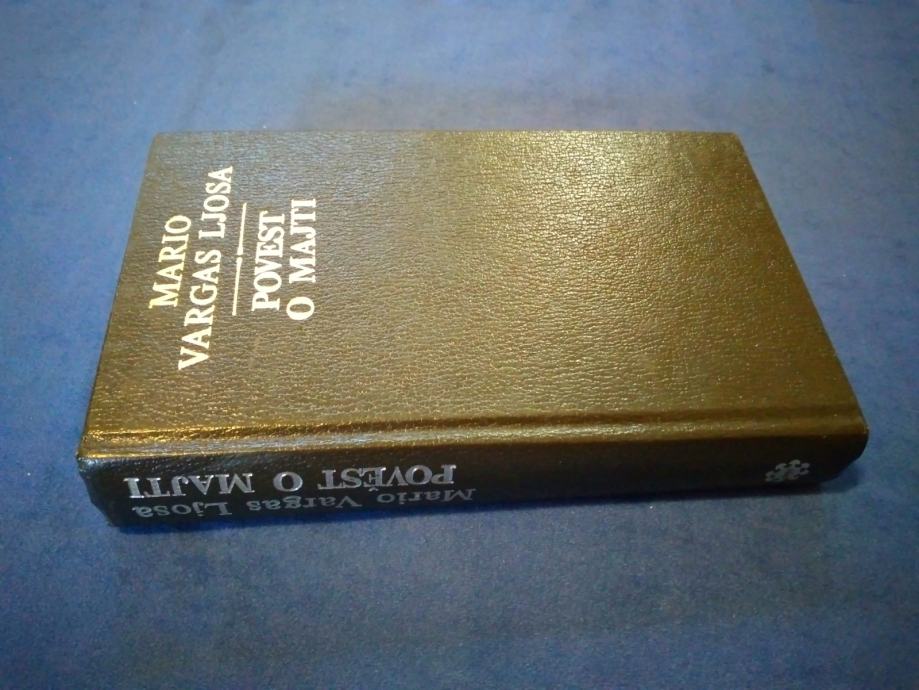 MARIO
VARGAS LJOSA
POVEST
O MAJTI
Mario Vargas Ljosa
POVEST O MAJTI